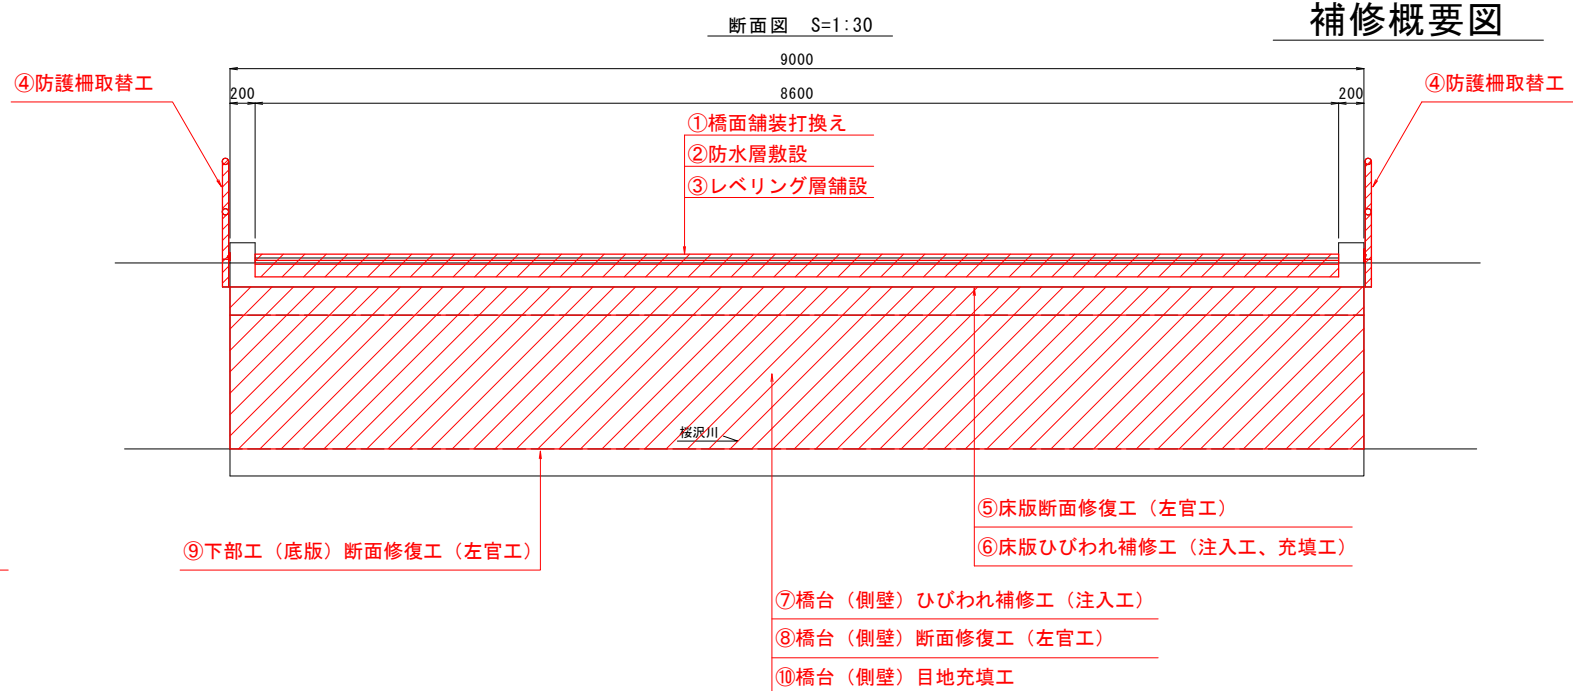 補修概要図
断面図 S=1:30
9000
200
8600
200
④防護柵取替工
④防護柵取替工
①橋面舗装打換え
②防水層敷設
③レベリング層舗設
桜沢川
⑤床版断面修復工（左官工）
⑥床版ひびわれ補修工（注入工、充填工）
⑨下部工（底版）断面修復工（左官工）
⑦橋台（側壁）ひびわれ補修工（注入工）
⑧橋台（側壁）断面修復工（左官工）
⑩橋台（側壁）目地充填工